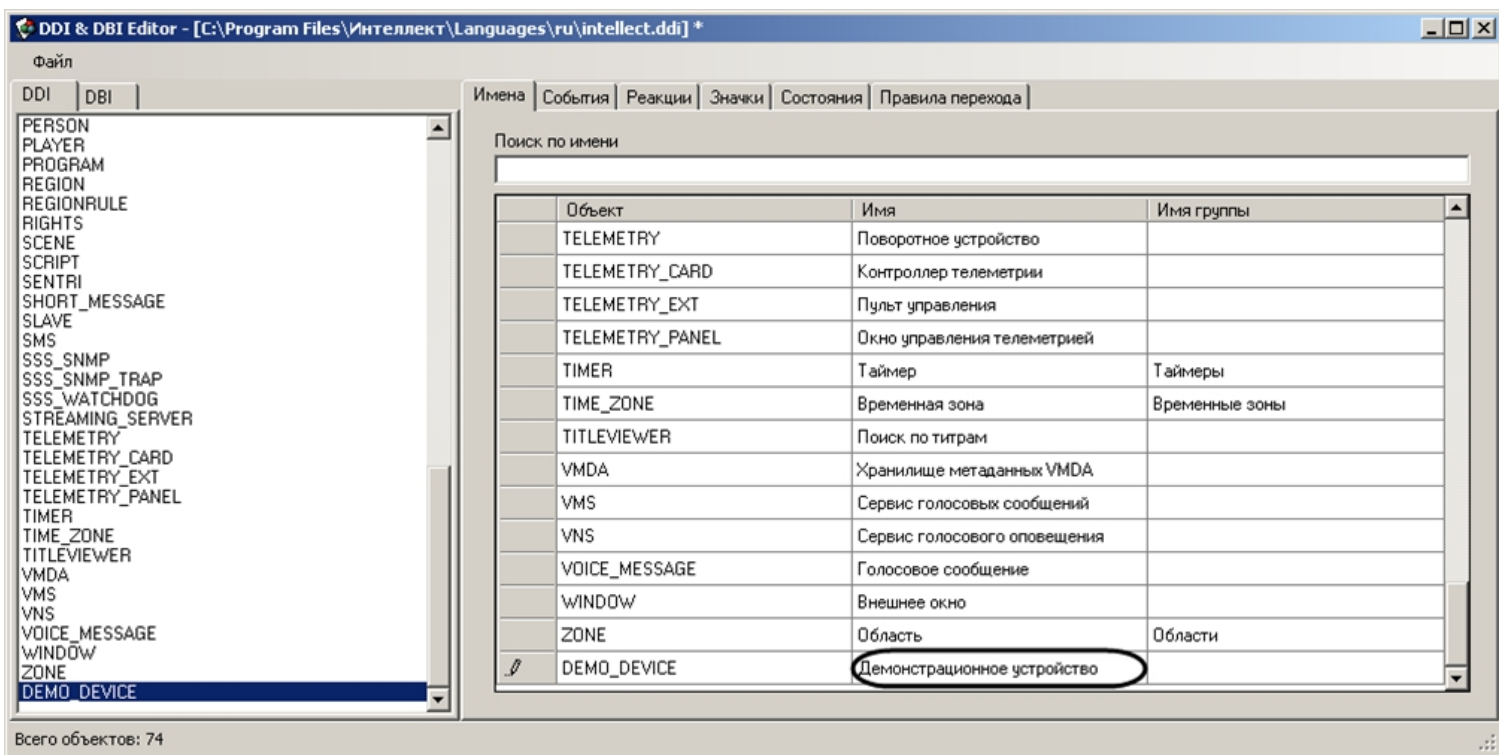 DDI & DBI Editor - [C:\Program Files\Интеллект\Languages\ru\intellect.ddi] *
Файл
DDI DBI
PERSON
PLAYER
PROGRAM
REGION
REGIONRULE
RIGHTS
SCENE
SCRIPT
SENTRI
SHORT_MESSAGE
SLAVE
SMS
SSS_SNMP
SSS_SNMP_TRAP
SSS_WATCHDOG
STREAMING_SERVER
TELEMETRY
TELEMETRY_CARD
TELEMETRY_EXT
TELEMETRY_PANEL
TIMER
TIME_ZONE
TITLEVIEWER
VMDA
VMS
VNS
VOICE_MESSAGE
WINDOW
ZONE
DEMO_DEVICE
Имена События Реакции Значки Состояния Правила перехода
Поиск по имени
Объект Имя Имя группы
TELEMETRY Поворотное устройство
TELEMETRY_CARD Контроллер телеметрии
TELEMETRY_EXT Пульт управления
TELEMETRY_PANEL Окно управления телеметрией
TIMER Таймер Таймеры
TIME_ZONE Временная зона Временные зоны
TITLEVIEWER Поиск по титрам
VMDA Хранилище метаданных VMDA
VMS Сервис голосовых сообщений
VNS Сервис голосового оповещения
VOICE_MESSAGE Голосовое сообщение
WINDOW Внешнее окно
ZONE Область Области
DEMO_DEVICE Демонстрационное устройство
Всего объектов: 74